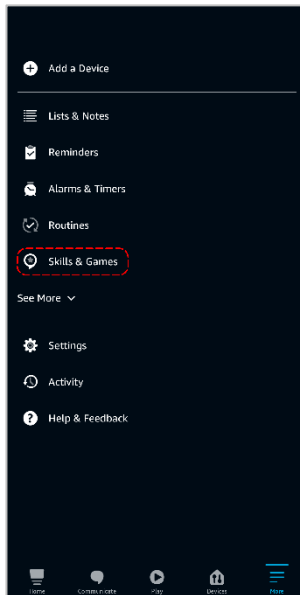 Add a Device
Lists & Notes
Reminders
Alarms & Timers
Routines
Skills & Games
See More
Settings
Activity
Help & Feedback
Home Communicate Play Devices More